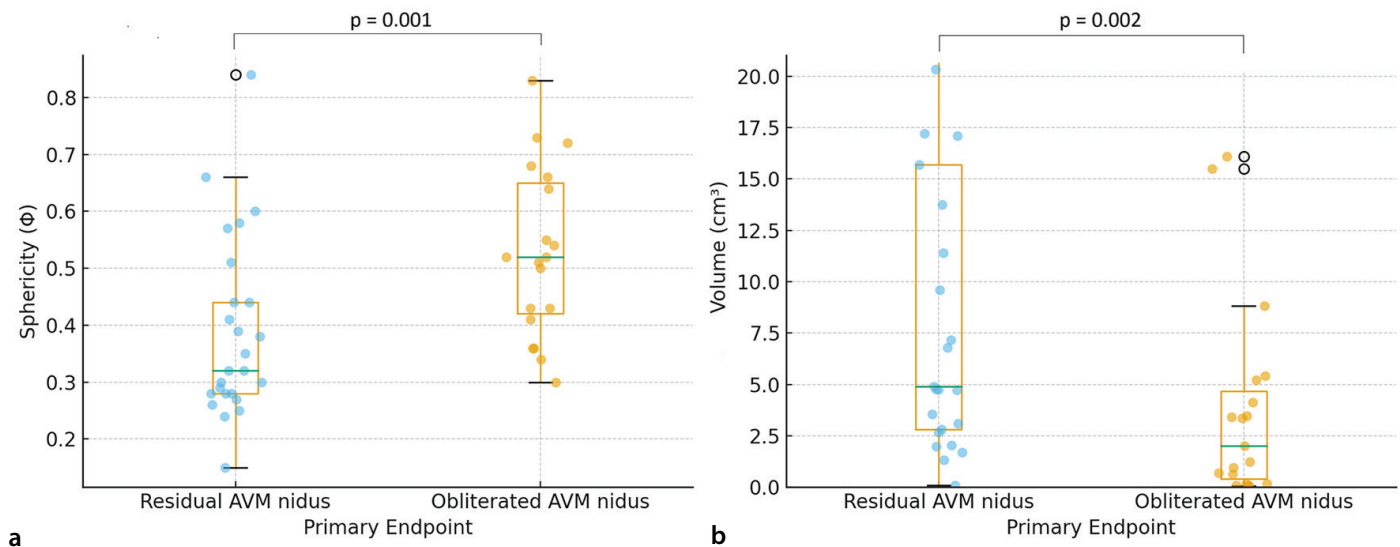 p = 0.001
0.8
0.7
0.6
0.5
0.4
0.3
0.2
Sphericity (Φ)
Residual AVM nidus
Obliterated AVM nidus
Primary Endpoint
a
p = 0.002
20.0
17.5
15.0
12.5
10.0
7.5
5.0
2.5
0.0
Volume (cm³)
Residual AVM nidus
Obliterated AVM nidus
Primary Endpoint
b